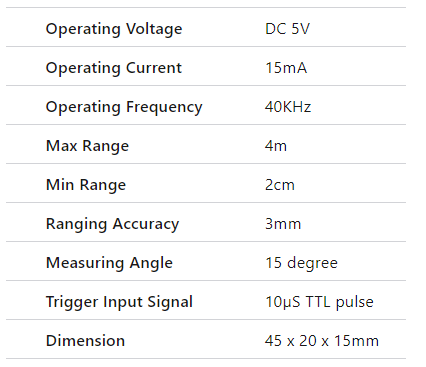 Operating Voltage DC 5V
Operating Current 15mA
Operating Frequency 40KHz
Max Range 4m
Min Range 2cm
Ranging Accuracy 3mm
Measuring Angle 15 degree
Trigger Input Signal 10µS TTL pulse
Dimension 45 x 20 x 15mm